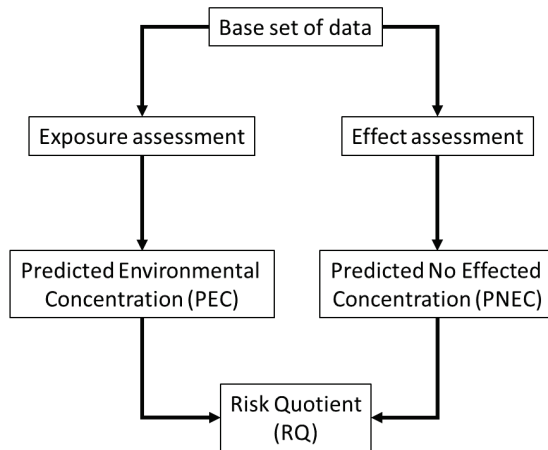 Base set of data
Exposure assessment
Effect assessment
Predicted Environmental
Concentration (PEC)
Predicted No Effected
Concentration (PNEC)
Risk Quotient
(RQ)